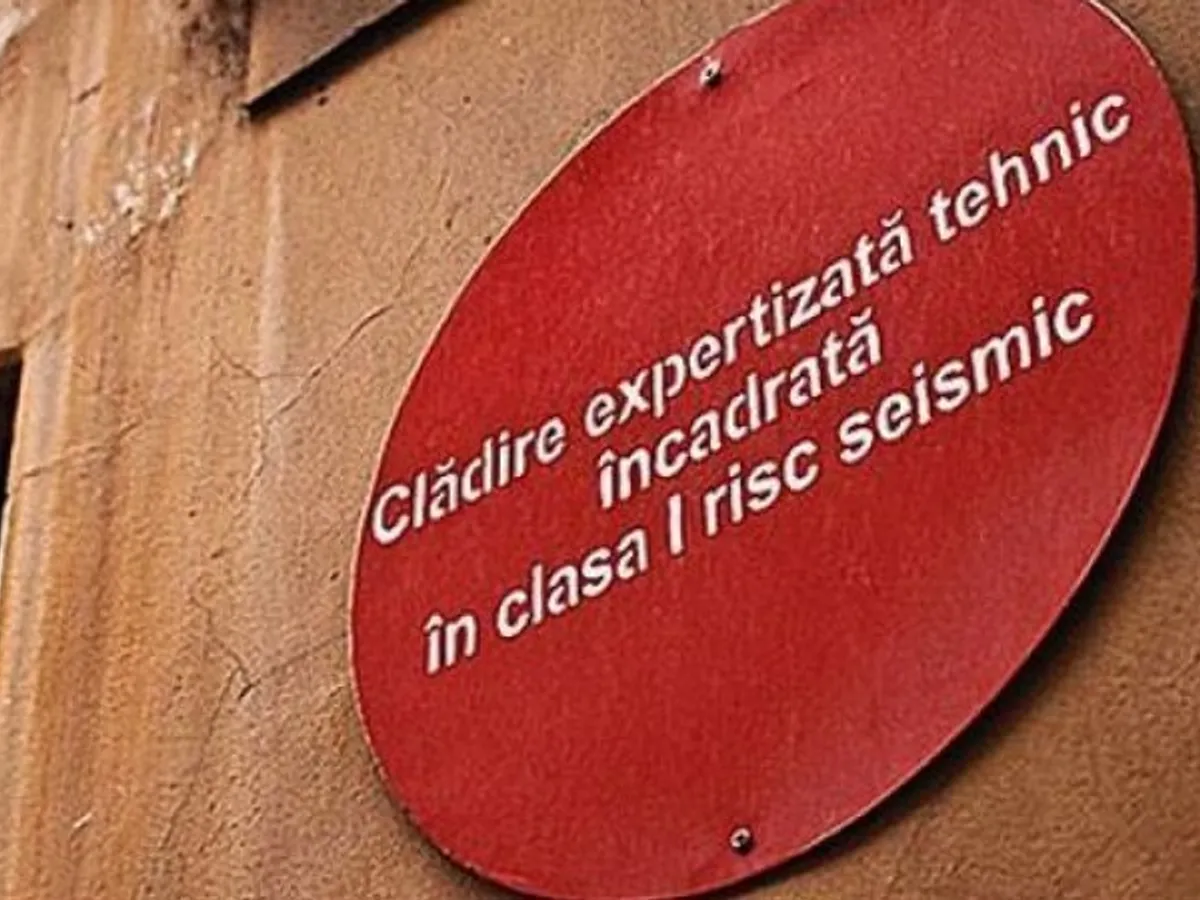 Clădire expertizată tehnic
încadrată
în clasa I risc seismic